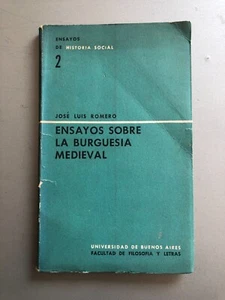 ENSAYOS
DE HISTORIA SOCIAL
2
JOSE LUIS ROMERO
ENSAYOS SOBRE
LA BURGUESIA
MEDIEVAL
UNIVERSIDAD DE BUENOS AIRES
FACULTAD DE FILOSOFIA Y LETRAS